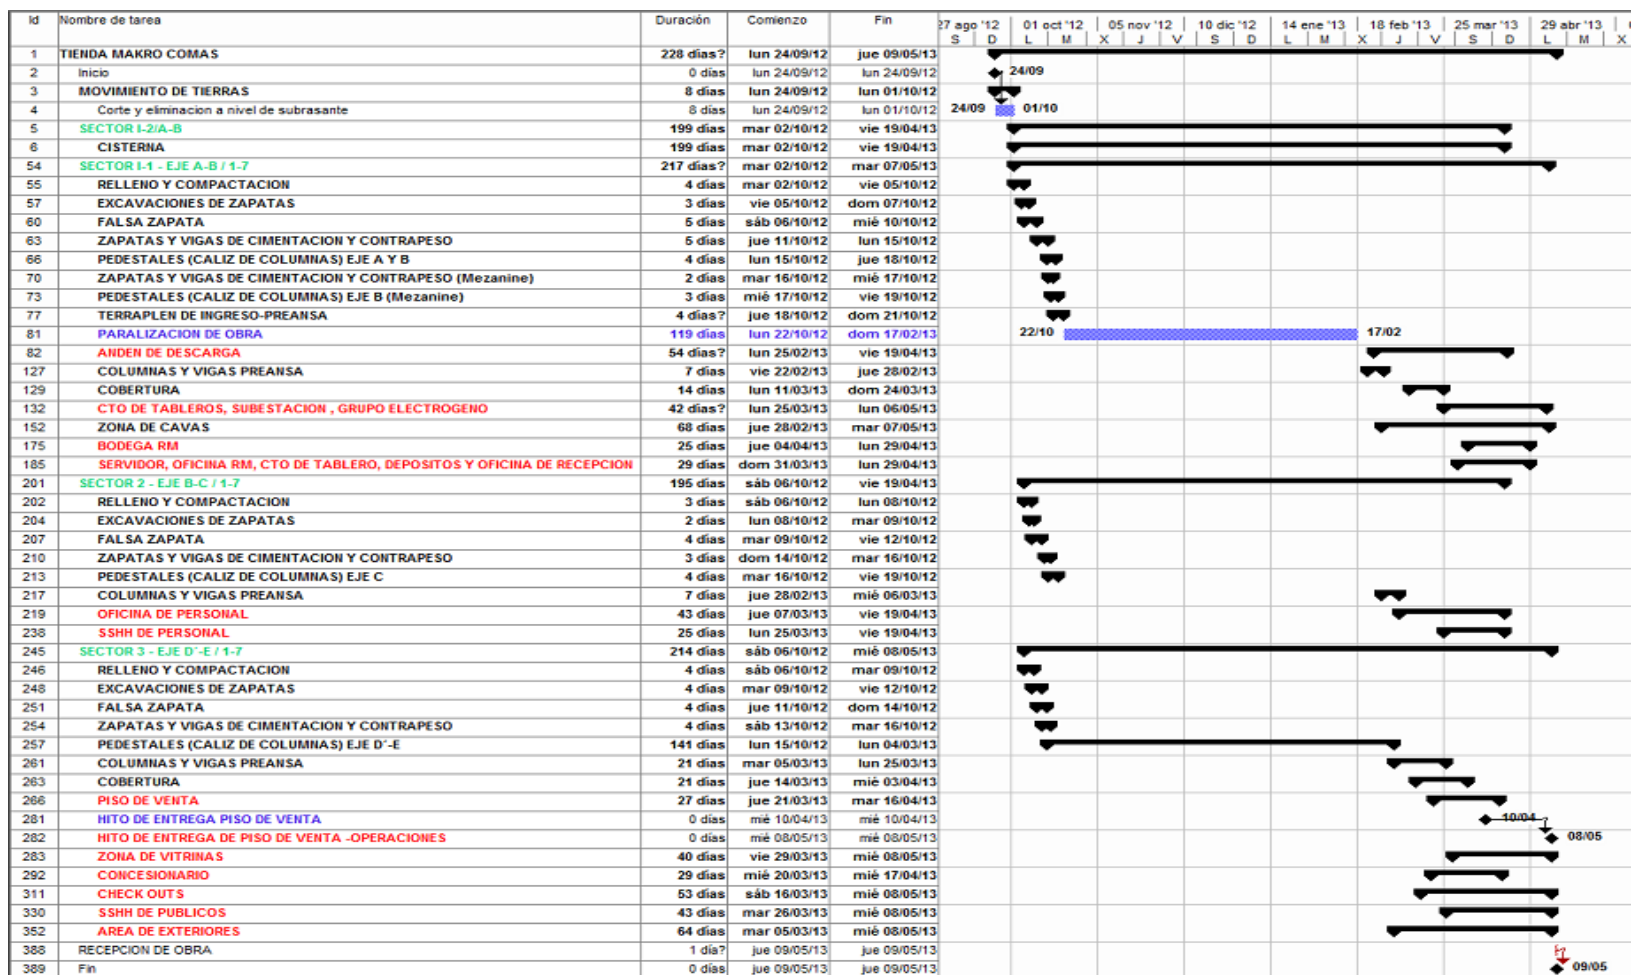 Id Nombre de tarea Duración Comienzo Fin 27 ago '12 01 oct '12 05 nov '12 10 dic '12 14 ene '13 18 feb '13 25 mar '13 29 abr '13
S D L M X J V S D L M X J V S D L M X
1 TIENDA MAKRO COMAS 228 días? lun 24/09/12 jue 09/05/13
2 Inicio 0 días lun 24/09/12 lun 24/09/12 24/09
3 MOVIMIENTO DE TIERRAS 8 días lun 24/09/12 lun 01/10/12
4 Corte y eliminacion a nivel de subrasante 8 días lun 24/09/12 lun 01/10/12 24/09 01/10
5 SECTOR I-2/A-B 199 días mar 02/10/12 vie 19/04/13
6 CISTERNA 199 días mar 02/10/12 vie 19/04/13
54 SECTOR I-1 - EJE A-B / 1-7 217 días? mar 02/10/12 mar 07/05/13
55 RELLENO Y COMPACTACION 4 días mar 02/10/12 vie 05/10/12
57 EXCAVACIONES DE ZAPATAS 3 días vie 05/10/12 dom 07/10/12
60 FALSA ZAPATA 5 días sáb 06/10/12 mié 10/10/12
63 ZAPATAS Y VIGAS DE CIMENTACION Y CONTRAPESO 5 días jue 11/10/12 lun 15/10/12
66 PEDESTALES (CALIZ DE COLUMNAS) EJE A Y B 4 días lun 15/10/12 jue 18/10/12
70 ZAPATAS Y VIGAS DE CIMENTACION Y CONTRAPESO (Mezanine) 2 días mar 16/10/12 mié 17/10/12
73 PEDESTALES (CALIZ DE COLUMNAS) EJE B (Mezanine) 3 días mié 17/10/12 vie 19/10/12
77 TERRAPLEN DE INGRESO-PREANSA 4 días? jue 18/10/12 dom 21/10/12
81 PARALIZACION DE OBRA 119 días lun 22/10/12 dom 17/02/13 22/10 17/02
82 ANDEN DE DESCARGA 54 días? lun 25/02/13 vie 19/04/13
127 COLUMNAS Y VIGAS PREANSA 7 días vie 22/02/13 jue 28/02/13
129 COBERTURA 14 días lun 11/03/13 dom 24/03/13
132 CTO DE TABLEROS, SUBESTACION , GRUPO ELECTROGENO 42 días? lun 25/03/13 lun 06/05/13
152 ZONA DE CAVAS 68 días jue 28/02/13 mar 07/05/13
175 BODEGA RM 25 días jue 04/04/13 lun 29/04/13
185 SERVIDOR, OFICINA RM, CTO DE TABLERO, DEPOSITOS Y OFICINA DE RECEPCION 29 días dom 31/03/13 lun 29/04/13
201 SECTOR 2 - EJE B-C / 1-7 195 días sáb 06/10/12 vie 19/04/13
202 RELLENO Y COMPACTACION 3 días sáb 06/10/12 lun 08/10/12
204 EXCAVACIONES DE ZAPATAS 2 días lun 08/10/12 mar 09/10/12
207 FALSA ZAPATA 4 días mar 09/10/12 vie 12/10/12
210 ZAPATAS Y VIGAS DE CIMENTACION Y CONTRAPESO 3 días dom 14/10/12 mar 16/10/12
213 PEDESTALES (CALIZ DE COLUMNAS) EJE C 4 días mar 16/10/12 vie 19/10/12
217 COLUMNAS Y VIGAS PREANSA 7 días jue 28/02/13 mié 06/03/13
219 OFICINA DE PERSONAL 43 días jue 07/03/13 vie 19/04/13
238 SSHH DE PERSONAL 25 días lun 25/03/13 vie 19/04/13
245 SECTOR 3 - EJE D´-E / 1-7 214 días sáb 06/10/12 mié 08/05/13
246 RELLENO Y COMPACTACION 4 días sáb 06/10/12 mar 09/10/12
248 EXCAVACIONES DE ZAPATAS 4 días mar 09/10/12 vie 12/10/12
251 FALSA ZAPATA 4 días jue 11/10/12 dom 14/10/12
254 ZAPATAS Y VIGAS DE CIMENTACION Y CONTRAPESO 4 días sáb 13/10/12 mar 16/10/12
257 PEDESTALES (CALIZ DE COLUMNAS) EJE D´-E 141 días lun 15/10/12 lun 04/03/13
261 COLUMNAS Y VIGAS PREANSA 21 días mar 05/03/13 lun 25/03/13
263 COBERTURA 21 días jue 14/03/13 mié 03/04/13
266 PISO DE VENTA 27 días jue 21/03/13 mar 16/04/13
281 HITO DE ENTREGA PISO DE VENTA 0 días mié 10/04/13 mié 10/04/13 10/04
282 HITO DE ENTREGA DE PISO DE VENTA -OPERACIONES 0 días mié 08/05/13 mié 08/05/13 08/05
283 ZONA DE VITRINAS 40 días vie 29/03/13 mié 08/05/13
292 CONCESIONARIO 29 días mié 20/03/13 mié 17/04/13
311 CHECK OUTS 53 días sáb 16/03/13 mié 08/05/13
330 SSHH DE PUBLICOS 43 días mar 26/03/13 mié 08/05/13
352 AREA DE EXTERIORES 64 días mar 05/03/13 mié 08/05/13
388 RECEPCION DE OBRA 1 día? jue 09/05/13 jue 09/05/13
389 Fin 0 días jue 09/05/13 jue 09/05/13 09/05